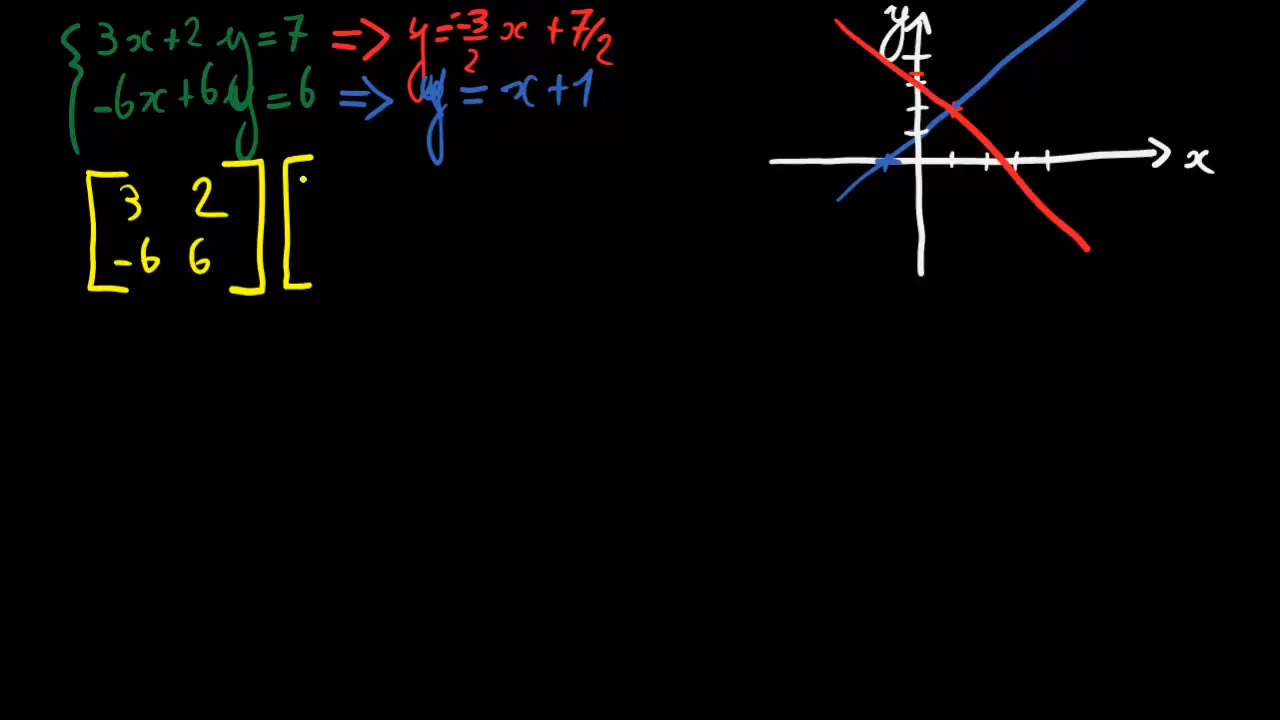 3x+2y=7 => y=-3/2 x+7/2
-6x+6y=6 => y=x+1
[3 2
-6 6] [
y
x